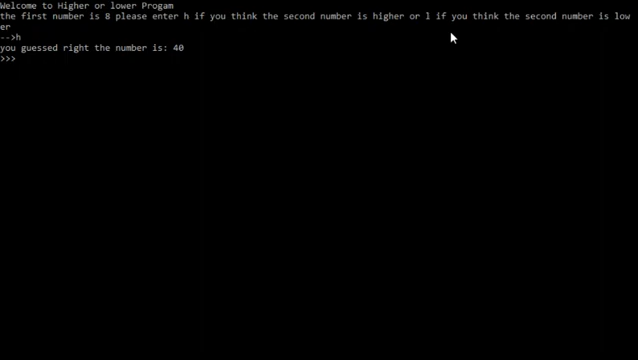 Welcome to Higher or lower Progam
the first number is 8 please enter h if you think the second number is higher or l if you think the second number is low
er
-->h
you guessed right the number is: 40
>>>